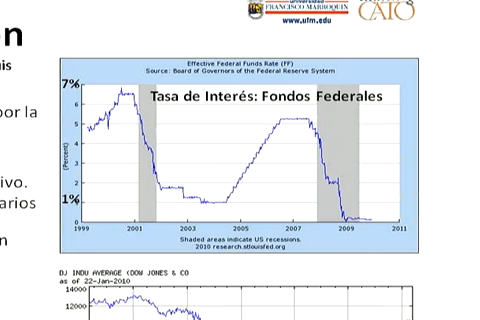 UNIVERSIDAD
FRANCISCO MARROQUIN
www.ufm.edu
CATO
ón
uis
Effective Federal Funds Rate (FF)
Source: Board of Governors of the Federal Reserve System
7%
Tasa de Interés: Fondos Federales
por la
6
5
4
(Percent)
3
ivo.
2
arios
1%
0
1999 2001 2003 2005 2007 2009 2011
n
Shaded areas indicate US recessions.
2010 research.stlouisfed.org
DJ INDU AVERAGE (DOW JONES & CO
as of 22-Jan-2010
14000
12000